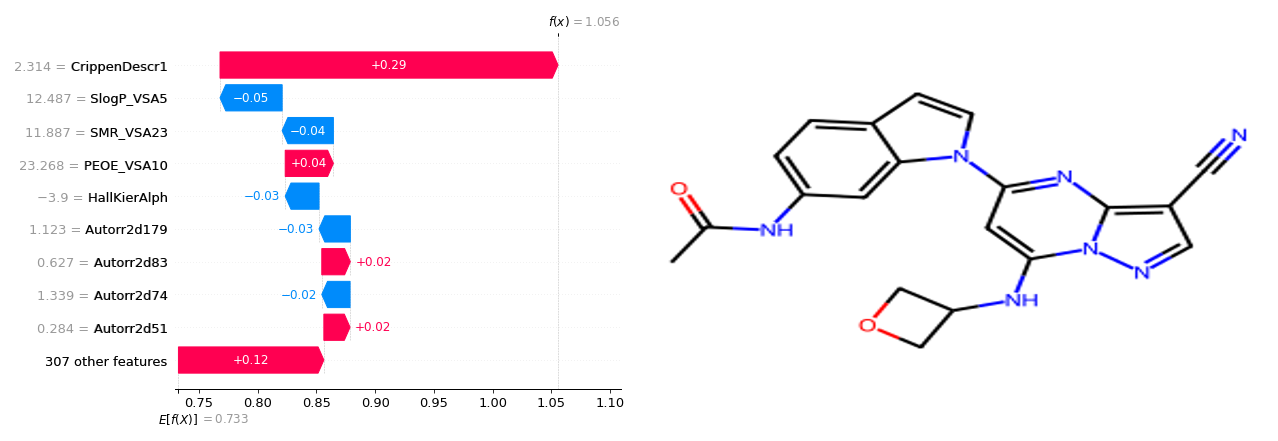 f(x) = 1.056
2.314 = CrippenDescr1
+0.29
12.487 = SlogP_VSA5
−0.05
11.887 = SMR_VSA23
−0.04
23.268 = PEOE_VSA10
+0.04
−3.9 = HallKierAlph
−0.03
1.123 = Autorr2d179
−0.03
0.627 = Autorr2d83
+0.02
1.339 = Autorr2d74
−0.02
0.284 = Autorr2d51
+0.02
307 other features
+0.12
0.75 0.80 0.85 0.90 0.95 1.00 1.05 1.10
E[f(X)] = 0.733
N
N
N
O
NH
N
N
NH
O